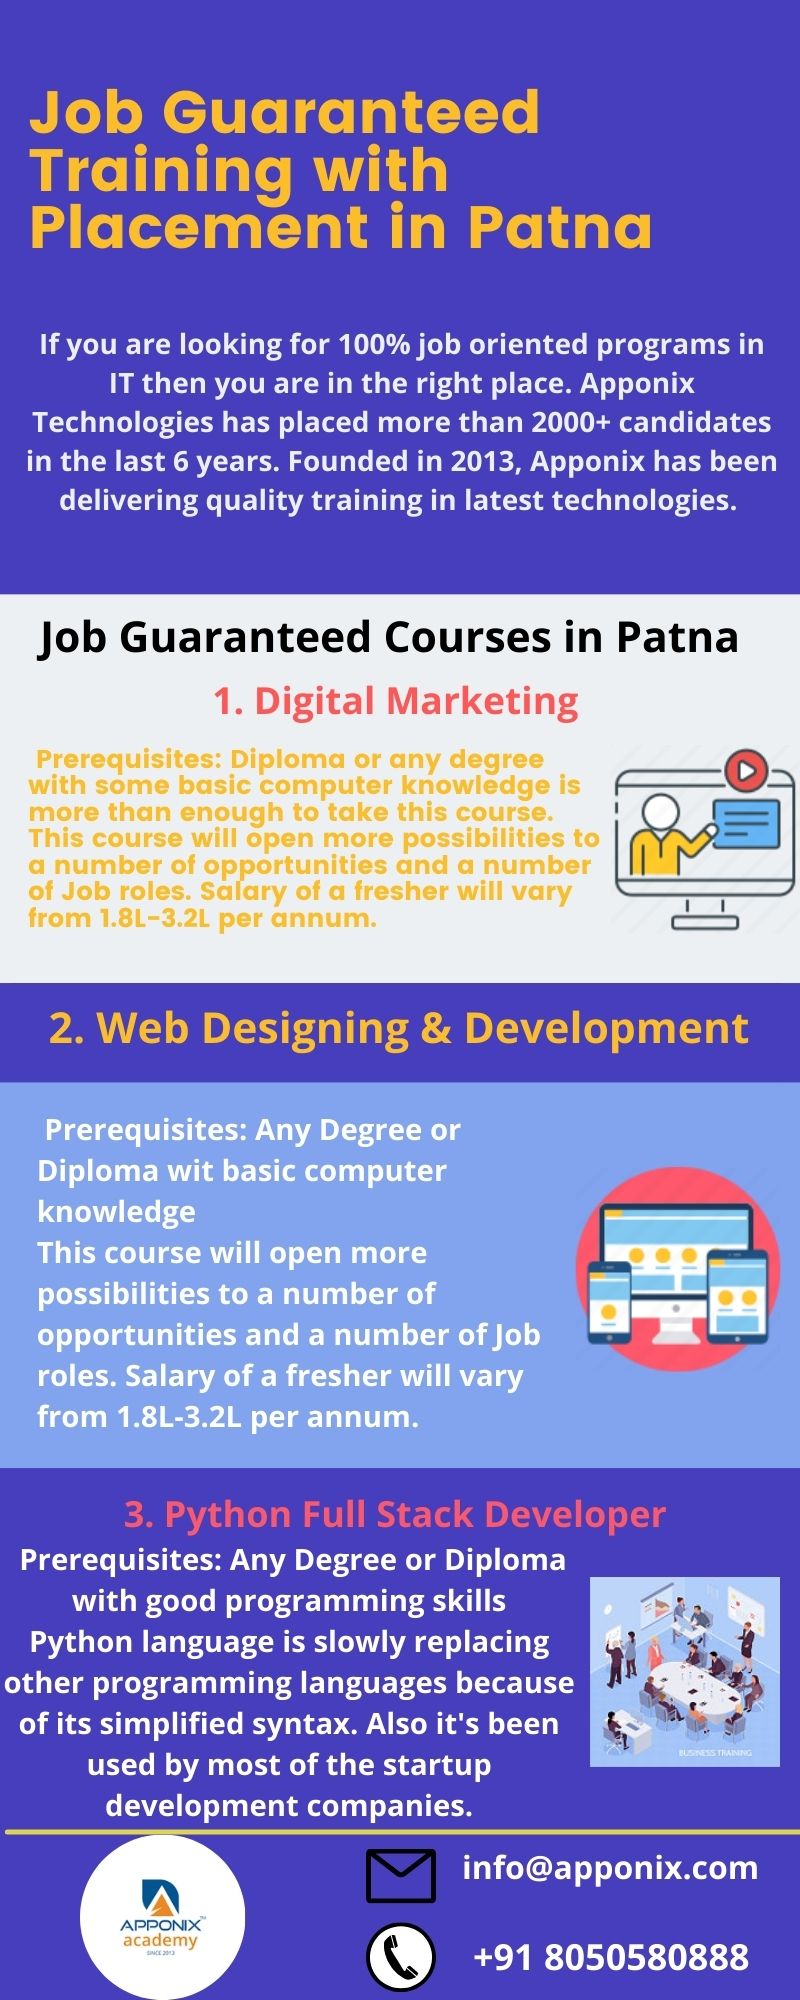 Job Guaranteed
Training with
Placement in Patna
If you are looking for 100% job oriented programs in
IT then you are in the right place. Apponix
Technologies has placed more than 2000+ candidates
in the last 6 years. Founded in 2013, Apponix has been
delivering quality training in latest technologies.
Job Guaranteed Courses in Patna
1. Digital Marketing
Prerequisites: Diploma or any degree
with some basic computer knowledge is
more than enough to take this course.
This course will open more possibilities to
a number of opportunities and a number
of Job roles. Salary of a fresher will vary
from 1.8L-3.2L per annum.
2. Web Designing & Development
Prerequisites: Any Degree or
Diploma wit basic computer
knowledge
This course will open more
possibilities to a number of
opportunities and a number of Job
roles. Salary of a fresher will vary
from 1.8L-3.2L per annum.
3. Python Full Stack Developer
Prerequisites: Any Degree or Diploma
with good programming skills
Python language is slowly replacing
other programming languages because
of its simplified syntax. Also it's been
used by most of the startup
development companies.
BUSINESS TRAINING
APPONIX™
academy
SINCE 2013
info@apponix.com
+91 8050580888